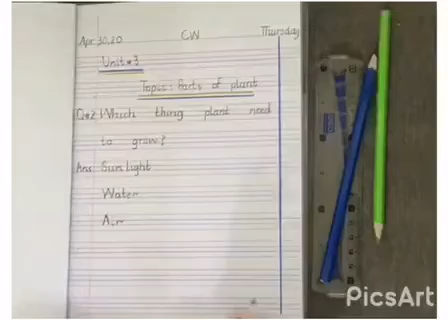 Apr 30,20 CW Thursday
Unit # 3
Topic: Parts of plant
Q#2 Which thing plant need
to grow?
Ans: Sun light
Water
Air
PicsArt